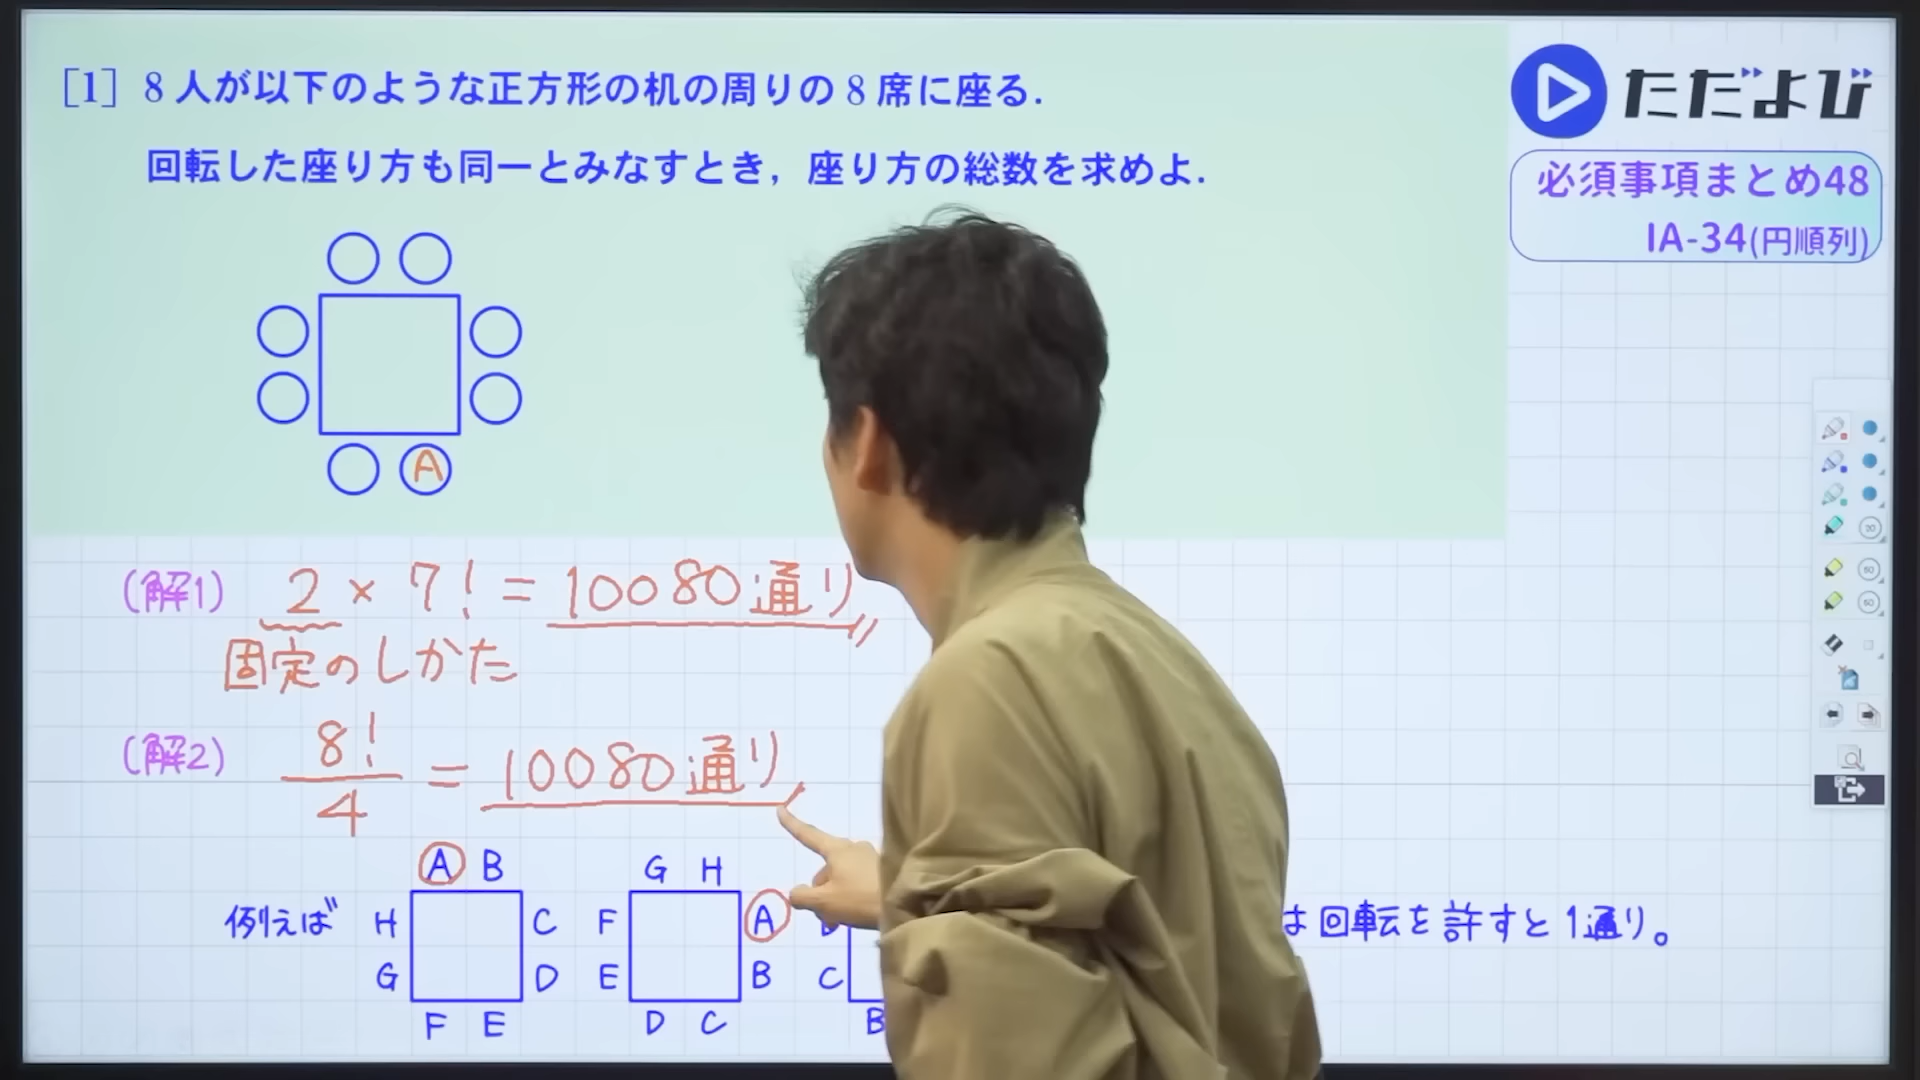 [1] 8人が以下のような正方形の机の周りの8席に座る.
回転した座り方も同一とみなすとき,座り方の総数を求めよ.
ただよび
必須事項まとめ48
IA-34(円順列)
A
(解1) 2 × 7! = 10080通り
固定のしかた
(解2) 8!/4 = 10080通り
A B
G H
例えば H C F A は回転を許すと1通り。
G D E B C
F E D C B